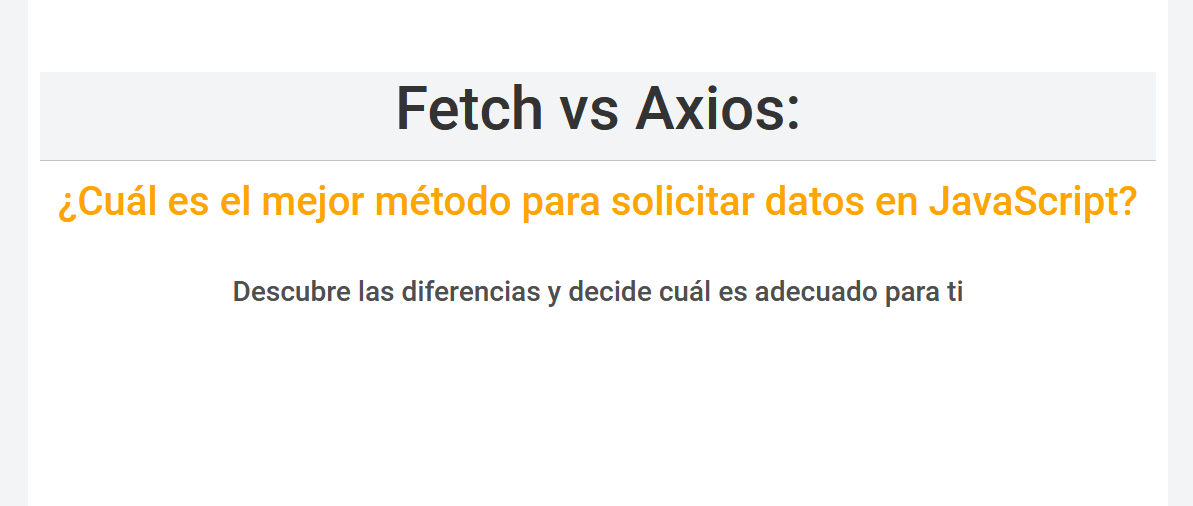 Fetch vs Axios:
¿Cuál es el mejor método para solicitar datos en JavaScript?
Descubre las diferencias y decide cuál es adecuado para ti